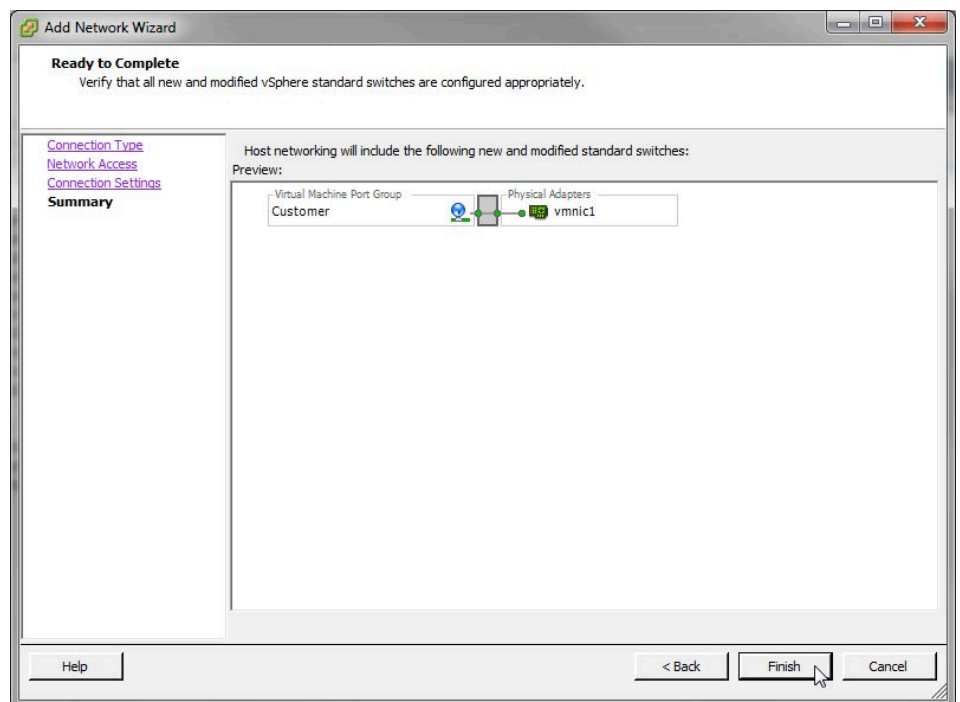 Add Network Wizard
Ready to Complete
Verify that all new and modified vSphere standard switches are configured appropriately.
Connection Type
Network Access
Connection Settings
Summary
Host networking will include the following new and modified standard switches:
Preview:
Virtual Machine Port Group
Physical Adapters
Customer
vmnic1
Help
< Back
Finish
Cancel